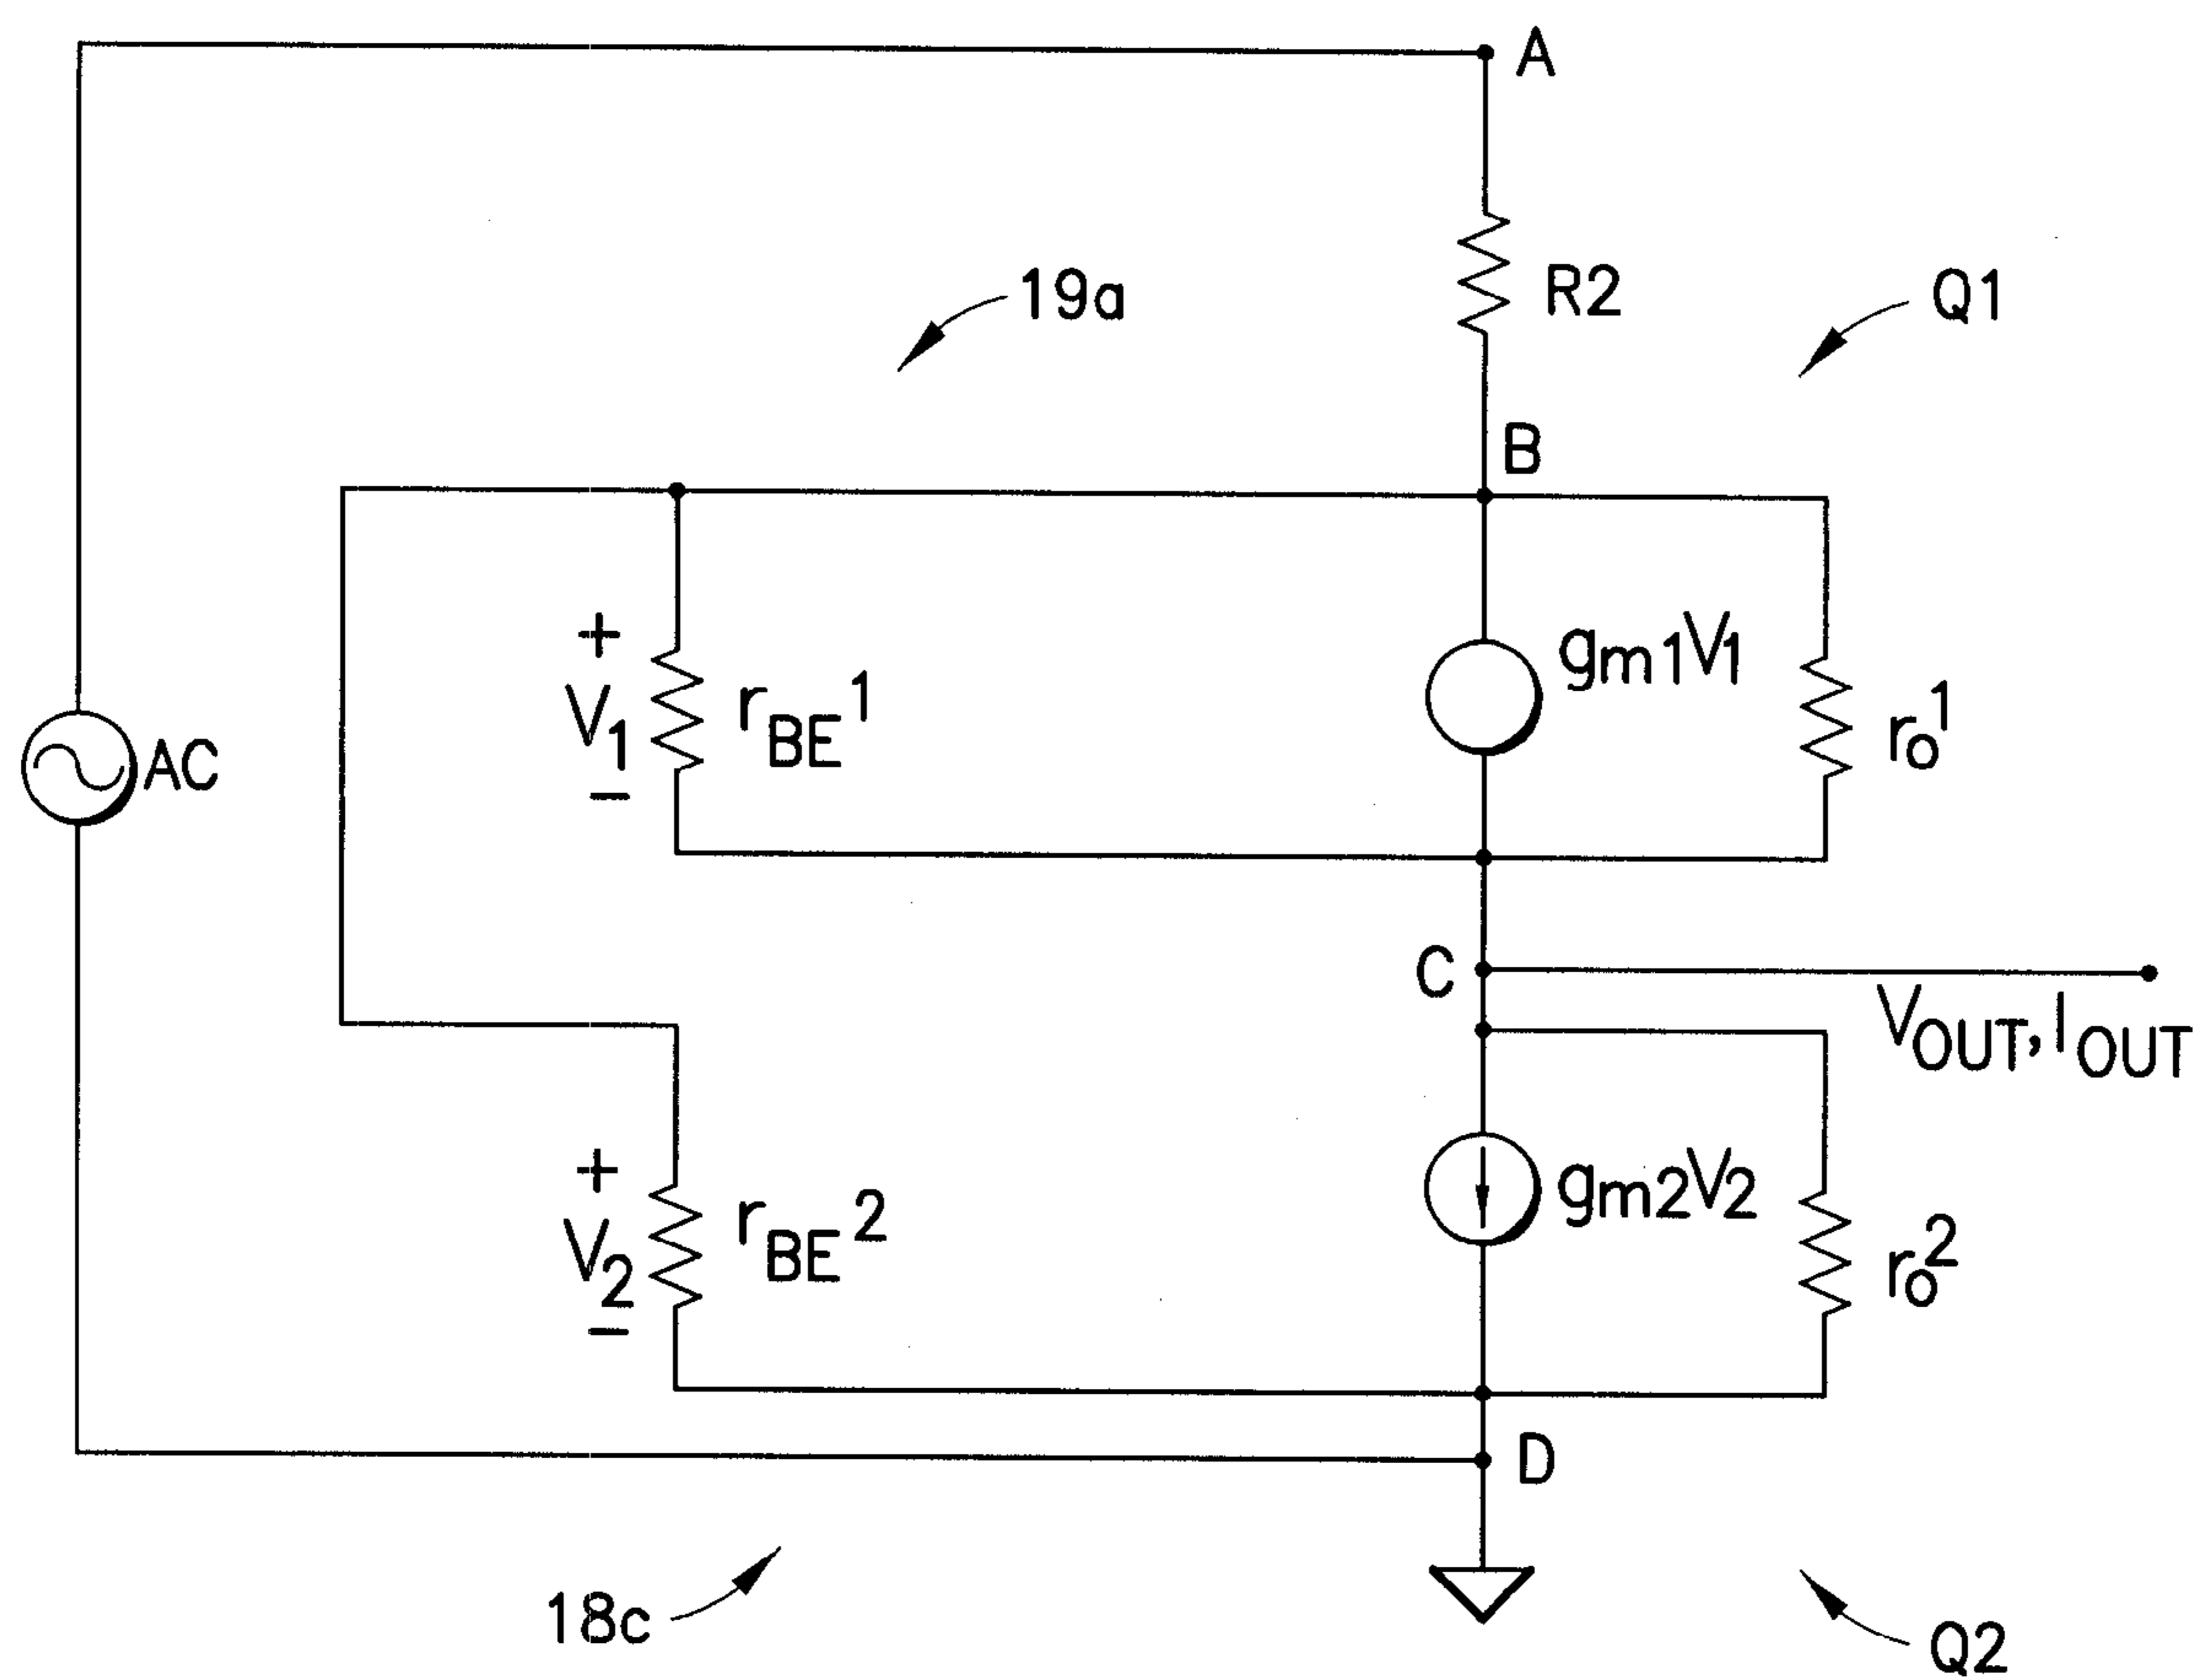 A
19a
R2
Q1
B
+
V1
−
rBE1
gm1V1
ro1
AC
C
VOUT, IOUT
+
V2
−
rBE2
gm2V2
ro2
D
18c
Q2